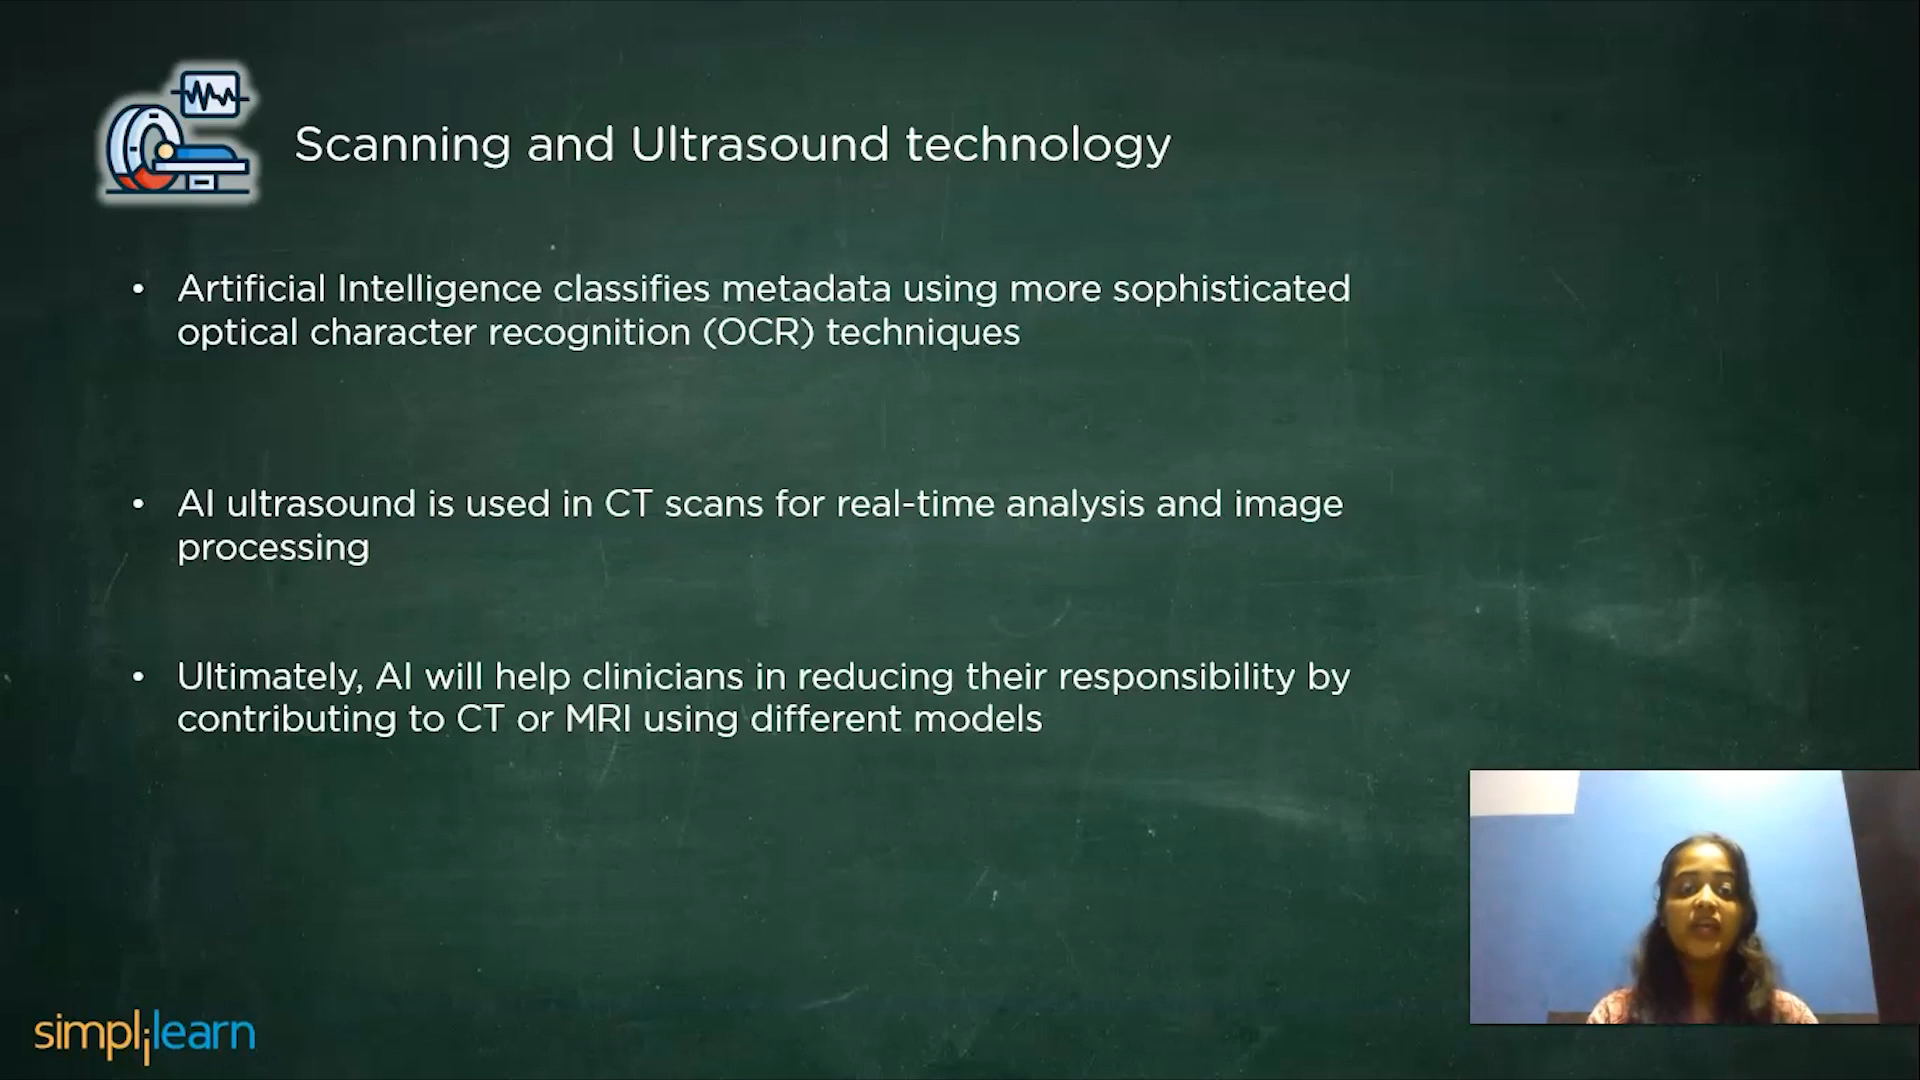 Scanning and Ultrasound technology
• Artificial Intelligence classifies metadata using more sophisticated
optical character recognition (OCR) techniques
• AI ultrasound is used in CT scans for real-time analysis and image
processing
• Ultimately, AI will help clinicians in reducing their responsibility by
contributing to CT or MRI using different models
simplilearn